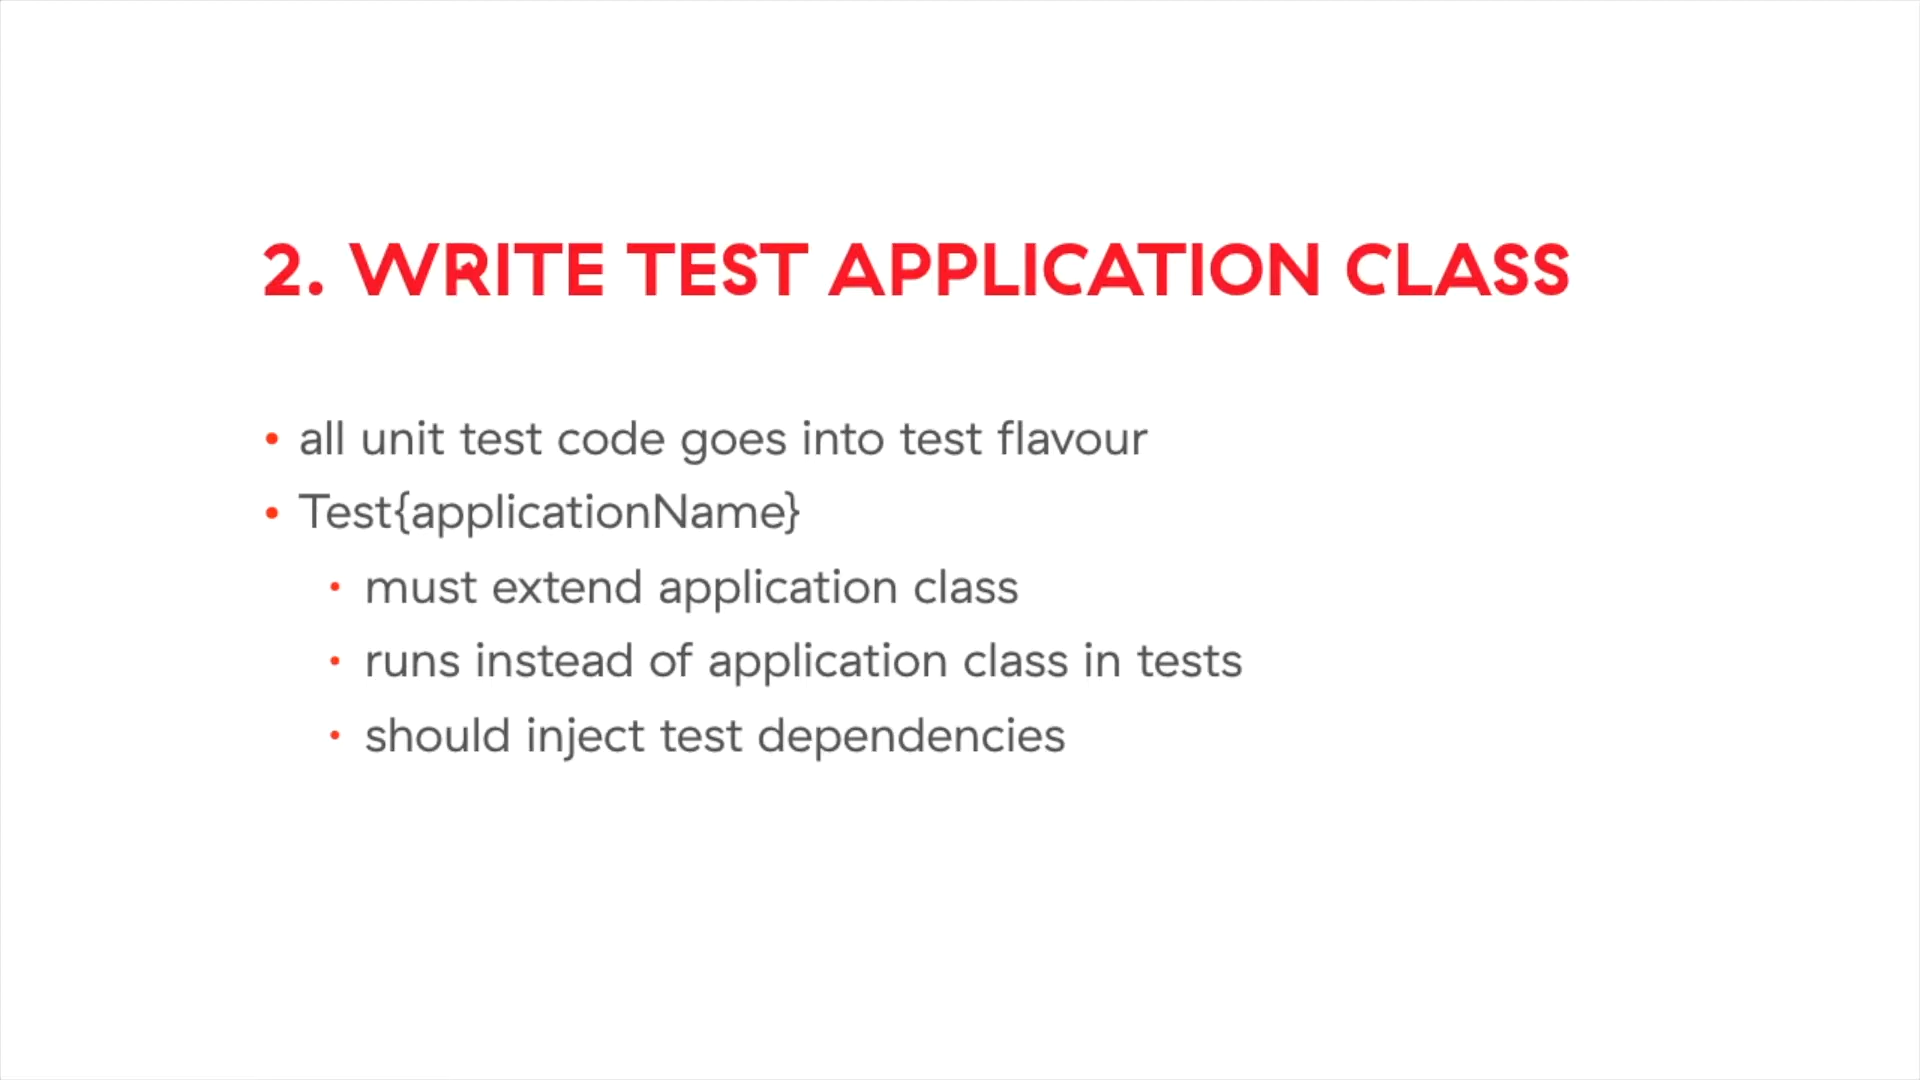 2. WRITE TEST APPLICATION CLASS
• all unit test code goes into test flavour
• Test{applicationName}
• must extend application class
• runs instead of application class in tests
• should inject test dependencies